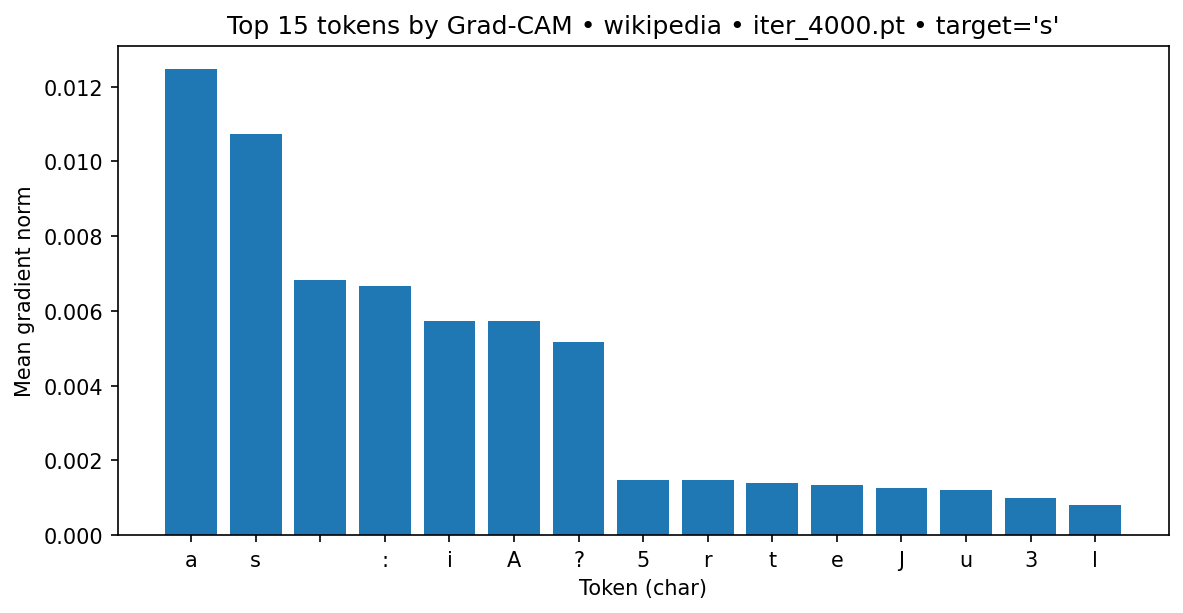 Top 15 tokens by Grad-CAM • wikipedia • iter_4000.pt • target='s'
Mean gradient norm
0.012
0.010
0.008
0.006
0.004
0.002
0.000
a s : i A ? 5 r t e J u 3 I
Token (char)